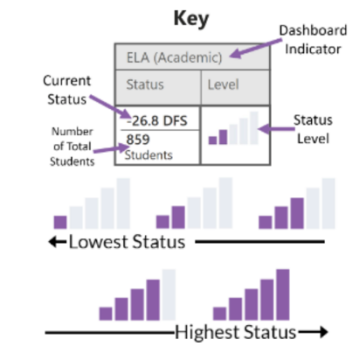 Key
Dashboard
Indicator
ELA (Academic)
Current
Status
Status
Level
-26.8 DFS
859
Students
Number
of Total
Students
Status
Level
Lowest Status
Highest Status